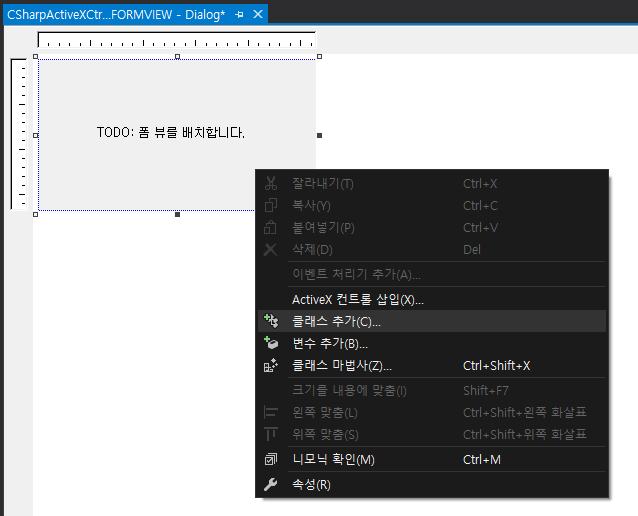 CSharpActiveXCtr...FORMVIEW - Dialog*
TODO: 폼 뷰를 배치합니다.
잘라내기(T) Ctrl+X
복사(Y) Ctrl+C
붙여넣기(P) Ctrl+V
삭제(D) Del
이벤트 처리기 추가(A)...
ActiveX 컨트롤 삽입(X)...
클래스 추가(C)...
변수 추가(B)...
클래스 마법사(Z)... Ctrl+Shift+X
크기를 내용에 맞춤(I) Shift+F7
왼쪽 맞춤(L) Ctrl+Shift+왼쪽 화살표
위쪽 맞춤(S) Ctrl+Shift+위쪽 화살표
니모닉 확인(M) Ctrl+M
속성(R)